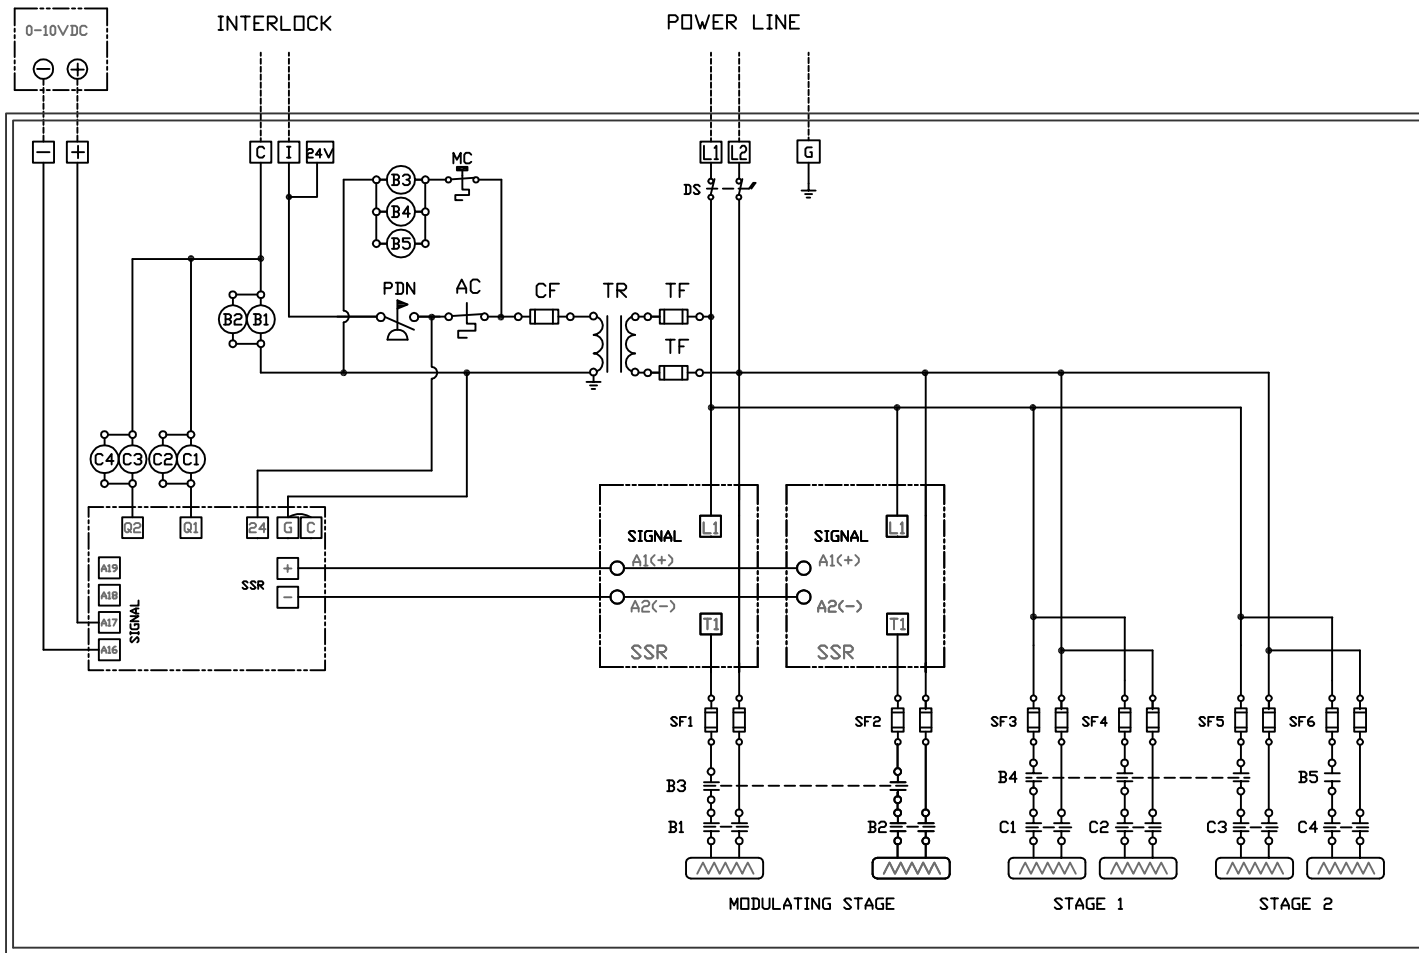 0-10VDC
INTERLOCK
POWER LINE
− +
− +
C I 24V
L1 L2
G
MC
B3
B4
B5
DS
PDN
AC
CF
TR
TF
TF
B2 B1
C4 C3 C2 C1
Q2 Q1 24 G C
A19
A18
A17
A16
SIGNAL
SSR
+
−
L1
SIGNAL
A1(+)
A2(-)
T1
SSR
L1
SIGNAL
A1(+)
A2(-)
T1
SSR
SF1 SF2 SF3 SF4 SF5 SF6
B3 B4 B5
B1 B2 C1 C2 C3 C4
MODULATING STAGE STAGE 1 STAGE 2